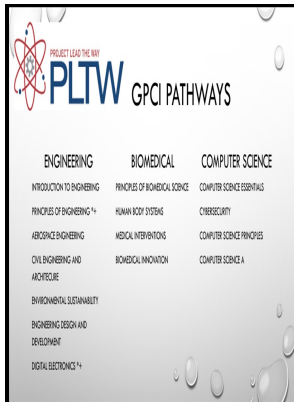 PROJECT LEAD THE WAY
PLTW GPCI PATHWAYS
ENGINEERING
INTRODUCTION TO ENGINEERING
PRINCIPLES OF ENGINEERING *+
AEROSPACE ENGINEERING
CIVIL ENGINEERING AND
ARCHITECURE
ENVIRONMENTAL SUSTAINABILITY
ENGINEERING DESIGN AND
DEVELOPMENT
DIGITAL ELECTRONICS *+
BIOMEDICAL
PRINCIPLES OF BIOMEDICAL SCIENCE
HUMAN BODY SYSTEMS
MEDICAL INTERVENTIONS
BIOMEDICAL INNOVATION
COMPUTER SCIENCE
COMPUTER SCIENCE ESSENTIALS
CYBERSECURITY
COMPUTER SCIENCE PRINCIPLES
COMPUTER SCIENCE A